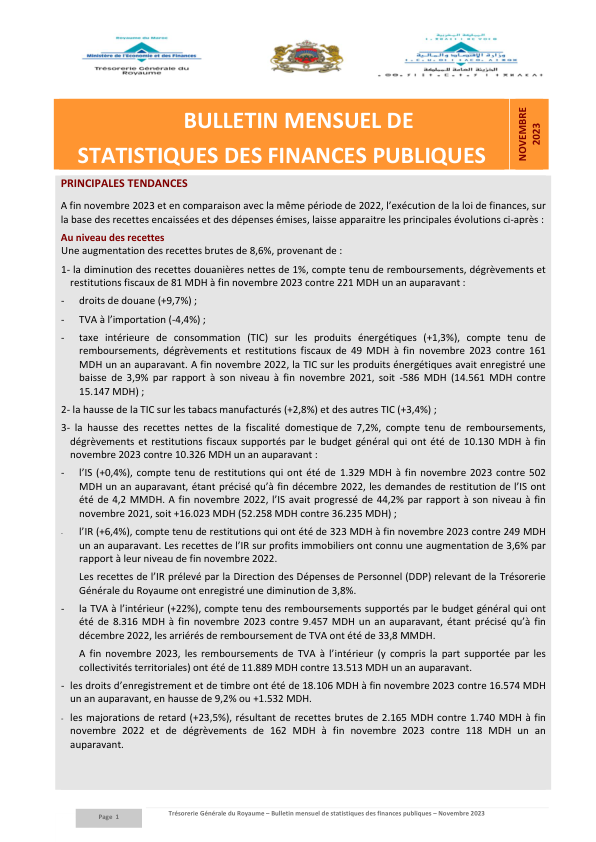 Royaume du Maroc
Ministère de l'Economie et des Finances
Trésorerie Générale du
Royaume
المملكة المغربية
وزارة الاقتصاد والمالية
الخزينة العامة للمملكة
BULLETIN MENSUEL DE
STATISTIQUES DES FINANCES PUBLIQUES
NOVEMBRE
2023
PRINCIPALES TENDANCES
A fin novembre 2023 et en comparaison avec la même période de 2022, l'exécution de la loi de finances, sur
la base des recettes encaissées et des dépenses émises, laisse apparaitre les principales évolutions ci-après :
Au niveau des recettes
Une augmentation des recettes brutes de 8,6%, provenant de :
1- la diminution des recettes douanières nettes de 1%, compte tenu de remboursements, dégrèvements et
restitutions fiscaux de 81 MDH à fin novembre 2023 contre 221 MDH un an auparavant :
- droits de douane (+9,7%) ;
- TVA à l'importation (-4,4%) ;
- taxe intérieure de consommation (TIC) sur les produits énergétiques (+1,3%), compte tenu de
remboursements, dégrèvements et restitutions fiscaux de 49 MDH à fin novembre 2023 contre 161
MDH un an auparavant. A fin novembre 2022, la TIC sur les produits énergétiques avait enregistré une
baisse de 3,9% par rapport à son niveau à fin novembre 2021, soit -586 MDH (14.561 MDH contre
15.147 MDH) ;
2- la hausse de la TIC sur les tabacs manufacturés (+2,8%) et des autres TIC (+3,4%) ;
3- la hausse des recettes nettes de la fiscalité domestique de 7,2%, compte tenu de remboursements,
dégrèvements et restitutions fiscaux supportés par le budget général qui ont été de 10.130 MDH à fin
novembre 2023 contre 10.326 MDH un an auparavant :
- l'IS (+0,4%), compte tenu de restitutions qui ont été de 1.329 MDH à fin novembre 2023 contre 502
MDH un an auparavant, étant précisé qu'à fin décembre 2022, les demandes de restitution de l'IS ont
été de 4,2 MMDH. A fin novembre 2022, l'IS avait progressé de 44,2% par rapport à son niveau à fin
novembre 2021, soit +16.023 MDH (52.258 MDH contre 36.235 MDH) ;
- l'IR (+6,4%), compte tenu de restitutions qui ont été de 323 MDH à fin novembre 2023 contre 249 MDH
un an auparavant. Les recettes de l'IR sur profits immobiliers ont connu une augmentation de 3,6% par
rapport à leur niveau de fin novembre 2022.
Les recettes de l'IR prélevé par la Direction des Dépenses de Personnel (DDP) relevant de la Trésorerie
Générale du Royaume ont enregistré une diminution de 3,8%.
- la TVA à l'intérieur (+22%), compte tenu des remboursements supportés par le budget général qui ont
été de 8.316 MDH à fin novembre 2023 contre 9.457 MDH un an auparavant, étant précisé qu'à fin
décembre 2022, les arriérés de remboursement de TVA ont été de 33,8 MMDH.
A fin novembre 2023, les remboursements de TVA à l'intérieur (y compris la part supportée par les
collectivités territoriales) ont été de 11.889 MDH contre 13.513 MDH un an auparavant.
- les droits d'enregistrement et de timbre ont été de 18.106 MDH à fin novembre 2023 contre 16.574 MDH
un an auparavant, en hausse de 9,2% ou +1.532 MDH.
- les majorations de retard (+23,5%), résultant de recettes brutes de 2.165 MDH contre 1.740 MDH à fin
novembre 2022 et de dégrèvements de 162 MDH à fin novembre 2023 contre 118 MDH un an
auparavant.
Page 1
Trésorerie Générale du Royaume – Bulletin mensuel de statistiques des finances publiques – Novembre 2023